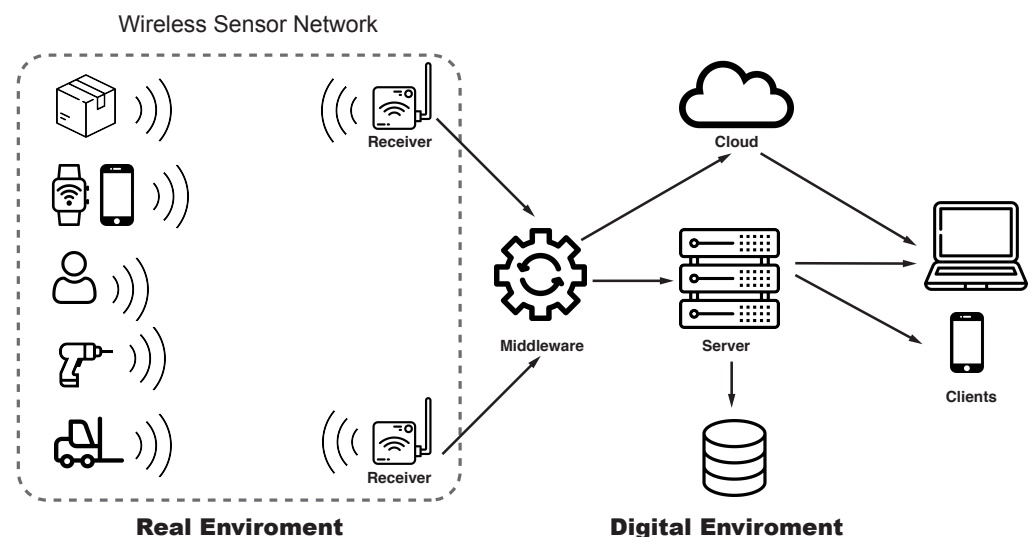 Wireless Sensor Network
Receiver
Cloud
Middleware
Server
Clients
Receiver
Real Enviroment
Digital Enviroment